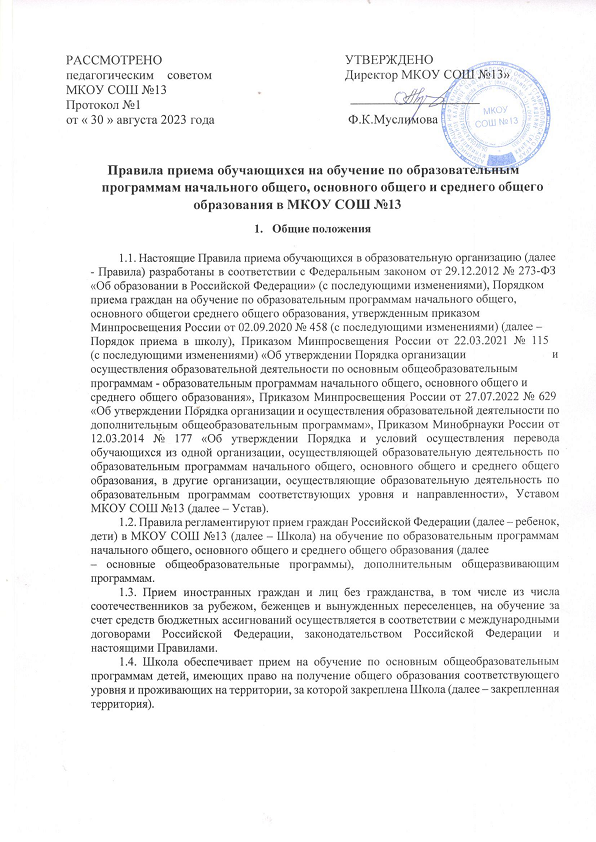 РАССМОТРЕНО
педагогическим советом
МКОУ СОШ №13
Протокол №1
от « 30 » августа 2023 года
УТВЕРЖДЕНО
Директор МКОУ СОШ №13»
Ф.К.Муслимова
МКОУ
СОШ №13
Правила приема обучающихся на обучение по образовательным
программам начального общего, основного общего и среднего общего
образования в МКОУ СОШ №13
1. Общие положения
1.1. Настоящие Правила приема обучающихся в образовательную организацию (далее
- Правила) разработаны в соответствии с Федеральным законом от 29.12.2012 № 273-ФЗ
«Об образовании в Российской Федерации» (с последующими изменениями), Порядком
приема граждан на обучение по образовательным программам начального общего,
основного общегои среднего общего образования, утвержденным приказом
Минпросвещения России от 02.09.2020 № 458 (с последующими изменениями) (далее –
Порядок приема в школу), Приказом Минпросвещения России от 22.03.2021 № 115
(с последующими изменениями) «Об утверждении Порядка организации и
осуществления образовательной деятельности по основным общеобразовательным
программам - образовательным программам начального общего, основного общего и
среднего общего образования», Приказом Минпросвещения России от 27.07.2022 № 629
«Об утверждении Порядка организации и осуществления образовательной деятельности по
дополнительным общеобразовательным программам», Приказом Минобрнауки России от
12.03.2014 № 177 «Об утверждении Порядка и условий осуществления перевода
обучающихся из одной организации, осуществляющей образовательную деятельность по
образовательным программам начального общего, основного общего и среднего общего
образования, в другие организации, осуществляющие образовательную деятельность по
образовательным программам соответствующих уровня и направленности», Уставом
МКОУ СОШ №13 (далее – Устав).
1.2. Правила регламентируют прием граждан Российской Федерации (далее – ребенок,
дети) в МКОУ СОШ №13 (далее – Школа) на обучение по образовательным программам
начального общего, основного общего и среднего общего образования (далее
– основные общеобразовательные программы), дополнительным общеразвивающим
программам.
1.3. Прием иностранных граждан и лиц без гражданства, в том числе из числа
соотечественников за рубежом, беженцев и вынужденных переселенцев, на обучение за
счет средств бюджетных ассигнований осуществляется в соответствии с международными
договорами Российской Федерации, законодательством Российской Федерации и
настоящими Правилами.
1.4. Школа обеспечивает прием на обучение по основным общеобразовательным
программам детей, имеющих право на получение общего образования соответствующего
уровня и проживающих на территории, за которой закреплена Школа (далее – закрепленная
территория).